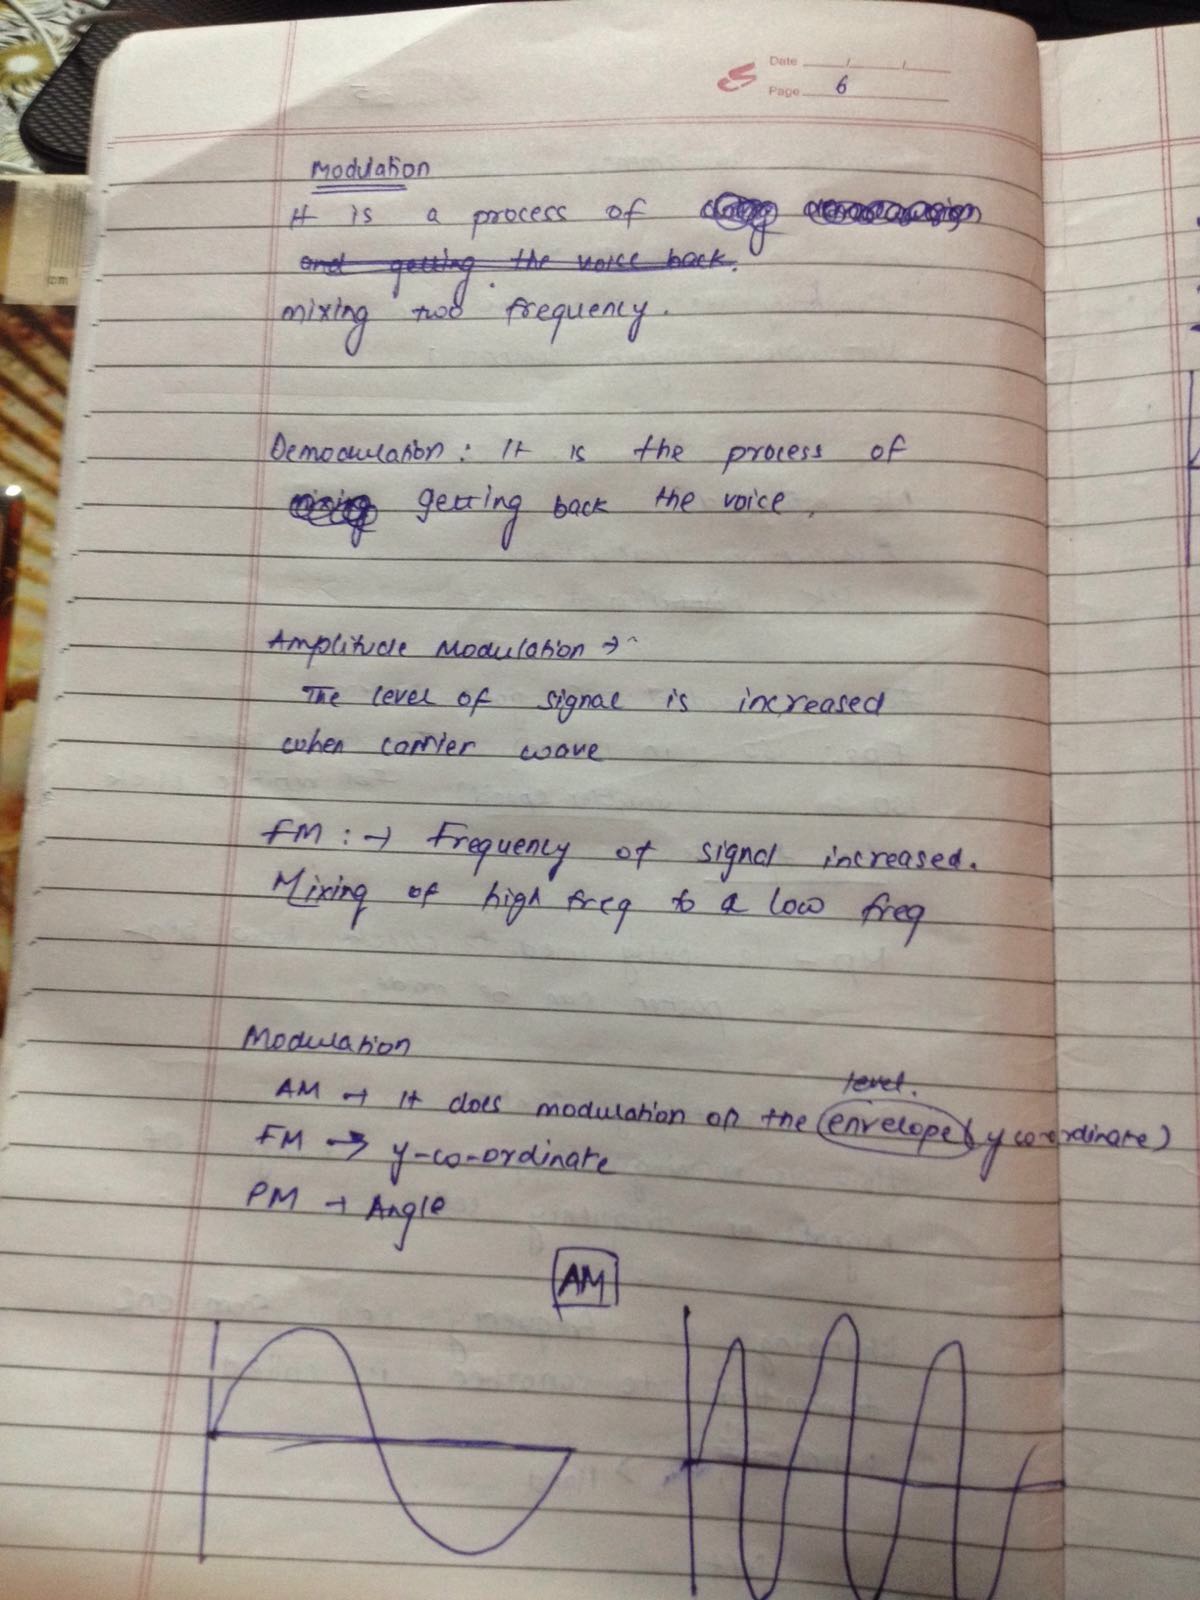 Date
Page 6
Modulation
It is a process of
and getting the voice back.
mixing two frequency.
Demodulation : It is the process of
getting back the voice.
Amplitude Modulation →
The level of signal is increased
when carrier wave
FM : → Frequency of signal increased.
Mixing of high freq to a low freq
Modulation
level.
AM → It does modulation on the envelope (y co-ordinate)
FM → y-co-ordinate
PM → Angle
AM